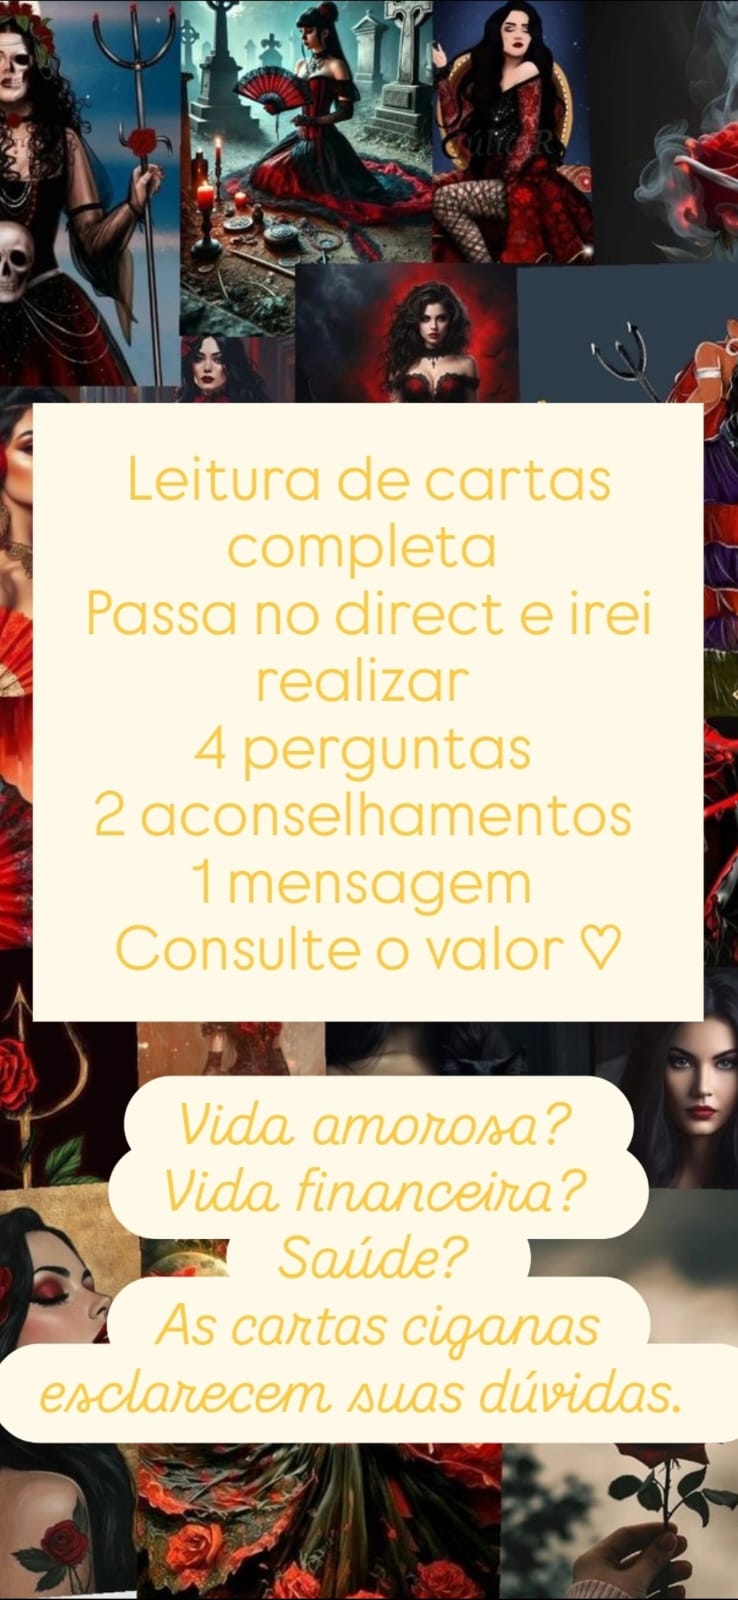 Leitura de cartas
completa
Passa no direct e irei
realizar
4 perguntas
2 aconselhamentos
1 mensagem
Consulte o valor ♡
Vida amorosa?
Vida financeira?
Saúde?
As cartas ciganas
esclarecem suas dúvidas.